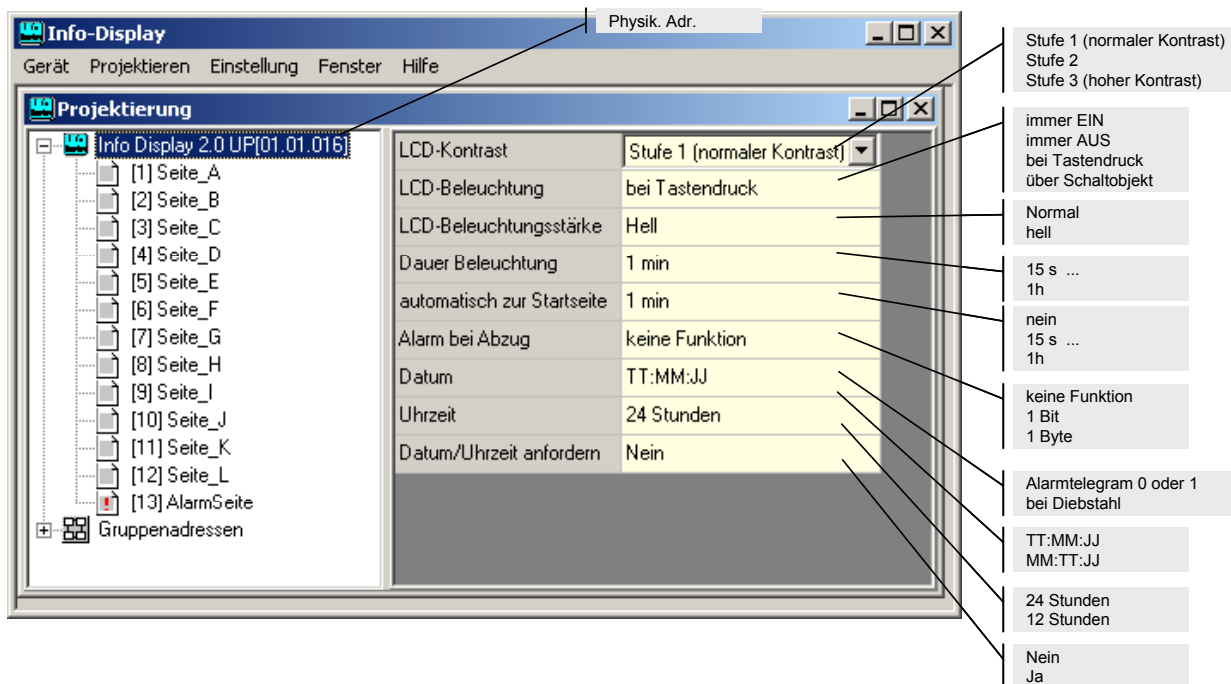 Physik. Adr.
Info-Display
Gerät Projektieren Einstellung Fenster Hilfe
Projektierung
Info Display 2.0 UP[01.01.016]
[1] Seite_A
[2] Seite_B
[3] Seite_C
[4] Seite_D
[5] Seite_E
[6] Seite_F
[7] Seite_G
[8] Seite_H
[9] Seite_I
[10] Seite_J
[11] Seite_K
[12] Seite_L
[13] AlarmSeite
Gruppenadressen
LCD-Kontrast Stufe 1 (normaler Kontrast)
LCD-Beleuchtung bei Tastendruck
LCD-Beleuchtungsstärke Hell
Dauer Beleuchtung 1 min
automatisch zur Startseite 1 min
Alarm bei Abzug keine Funktion
Datum TT:MM:JJ
Uhrzeit 24 Stunden
Datum/Uhrzeit anfordern Nein
Stufe 1 (normaler Kontrast)
Stufe 2
Stufe 3 (hoher Kontrast)
immer EIN
immer AUS
bei Tastendruck
über Schaltobjekt
Normal
hell
15 s ...
1h
nein
15 s ...
1h
keine Funktion
1 Bit
1 Byte
Alarmtelegram 0 oder 1
bei Diebstahl
TT:MM:JJ
MM:TT:JJ
24 Stunden
12 Stunden
Nein
Ja